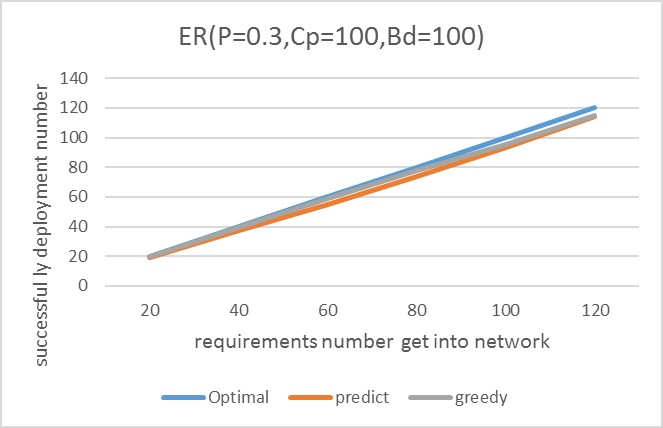 ER(P=0.3,Cp=100,Bd=100)
successful ly deployment number
140
120
100
80
60
40
20
0
20 40 60 80 100 120
requirements number get into network
Optimal predict greedy